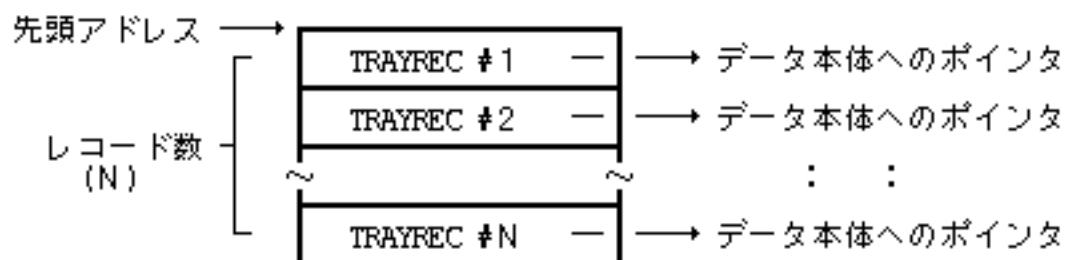 先頭アドレス
TRAYREC #1 データ本体へのポインタ
TRAYREC #2 データ本体へのポインタ
レコード数
(N)
~ ~ : :
TRAYREC #N データ本体へのポインタ